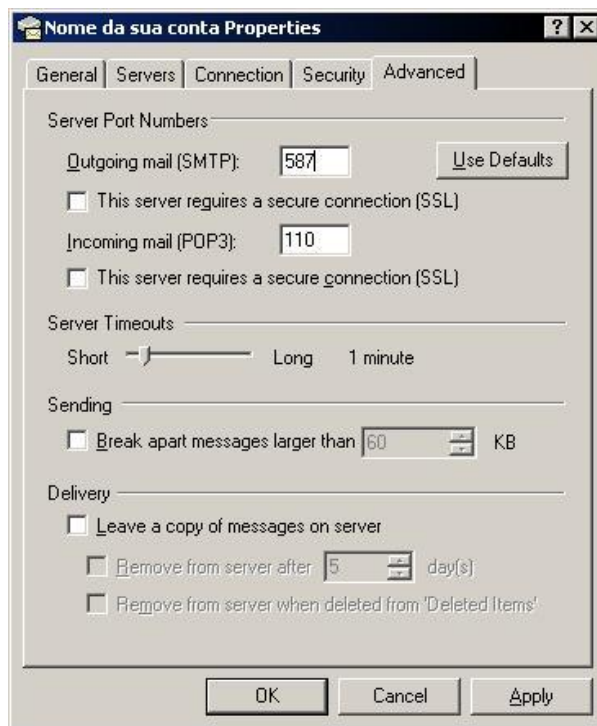 Nome da sua conta Properties
General Servers Connection Security Advanced
Server Port Numbers
Outgoing mail (SMTP): 587 Use Defaults
This server requires a secure connection (SSL)
Incoming mail (POP3): 110
This server requires a secure connection (SSL)
Server Timeouts
Short Long 1 minute
Sending
Break apart messages larger than 60 KB
Delivery
Leave a copy of messages on server
Remove from server after 5 day(s)
Remove from server when deleted from 'Deleted Items'
OK Cancel Apply